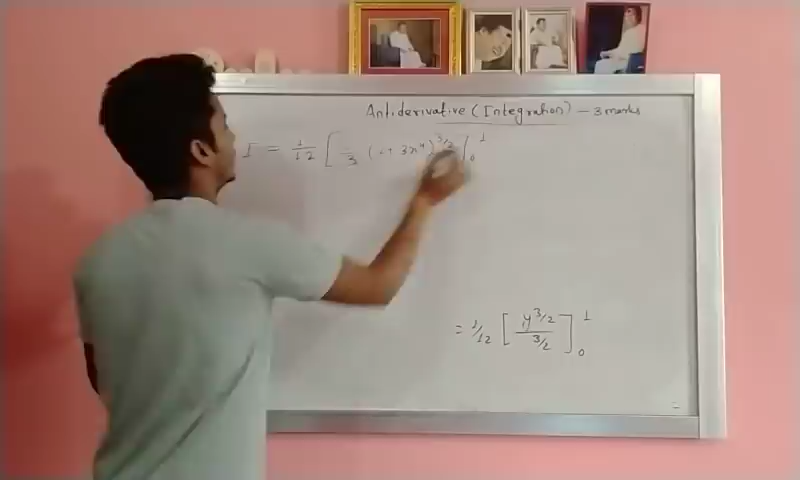 Antiderivative (Integration) - 3 marks
I = 1/12 [ 2/3 (1+3x⁴)^3/2 ]₀¹
= 1/12 [ y^3/2 / 3/2 ]₀¹